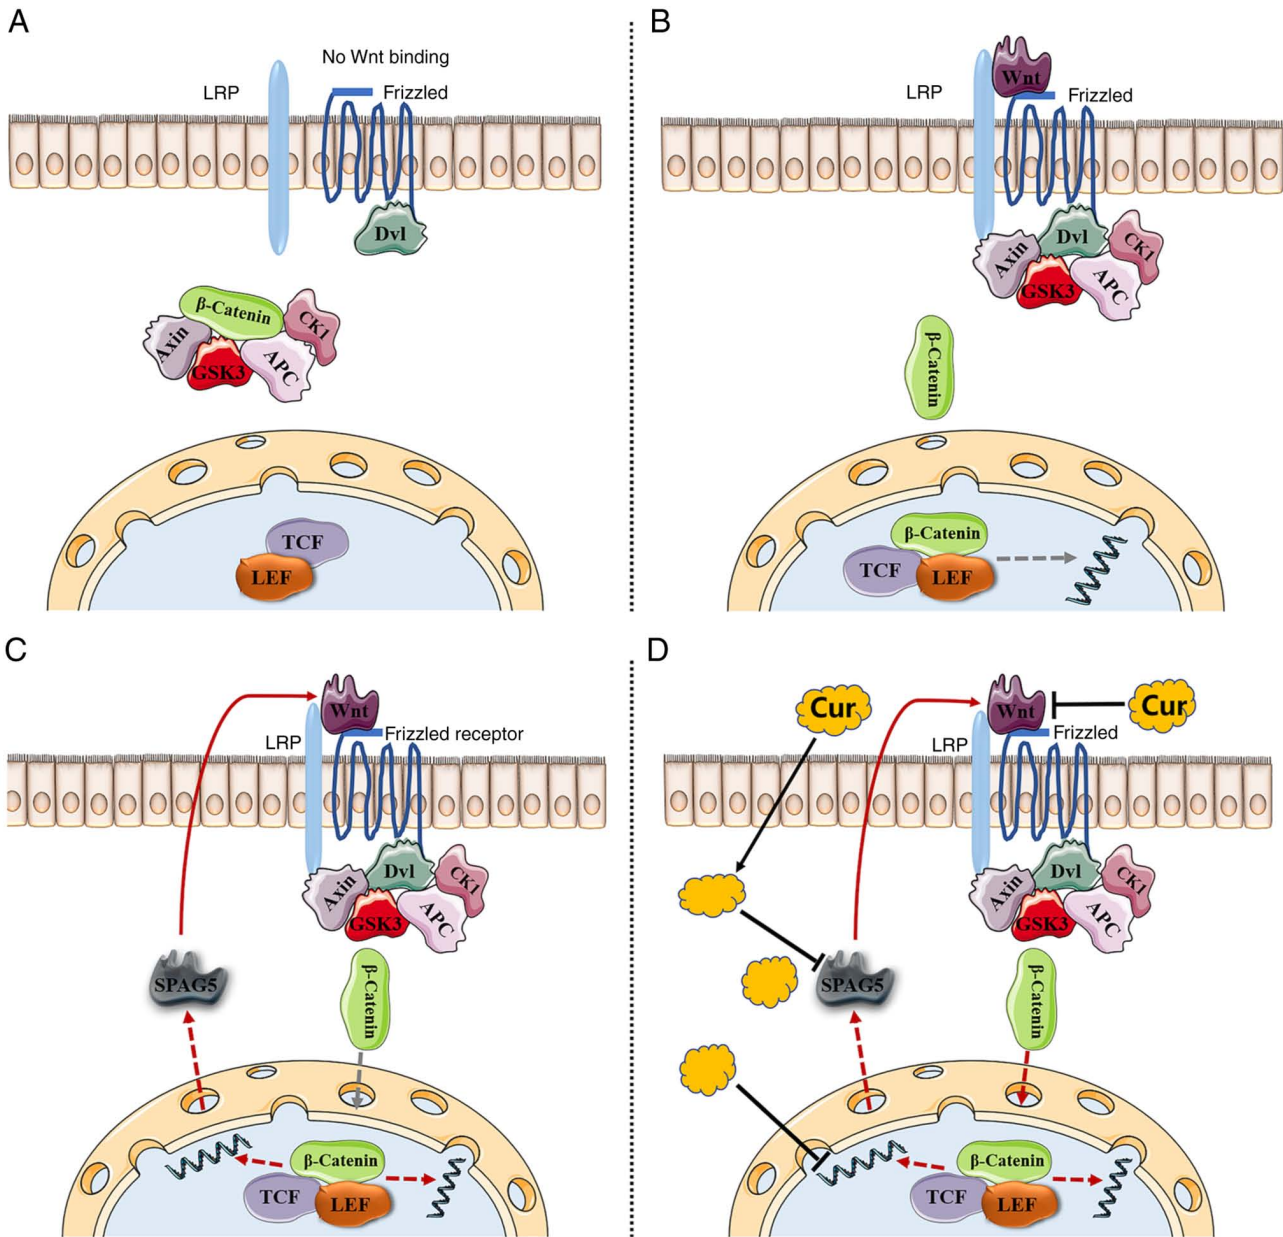 A
No Wnt binding
LRP
Frizzled
Dvl
β-Catenin
CK1
Axin
GSK3
APC
TCF
LEF
B
Wnt
LRP
Frizzled
Dvl
CK1
Axin
GSK3
APC
β-Catenin
β-Catenin
TCF
LEF
C
Wnt
LRP
Frizzled receptor
Dvl
CK1
Axin
GSK3
APC
SPAG5
β-Catenin
β-Catenin
TCF
LEF
D
Cur
Wnt
Cur
LRP
Frizzled
Dvl
CK1
Axin
GSK3
APC
SPAG5
β-Catenin
β-Catenin
TCF
LEF